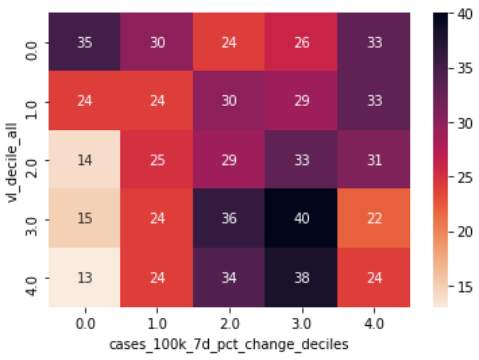 40
0.0 35 30 24 26 33
35
1.0 24 24 30 29 33
30
vl_decile_all
2.0 14 25 29 33 31
25
3.0 15 24 36 40 22
20
4.0 13 24 34 38 24
15
0.0 1.0 2.0 3.0 4.0
cases_100k_7d_pct_change_deciles